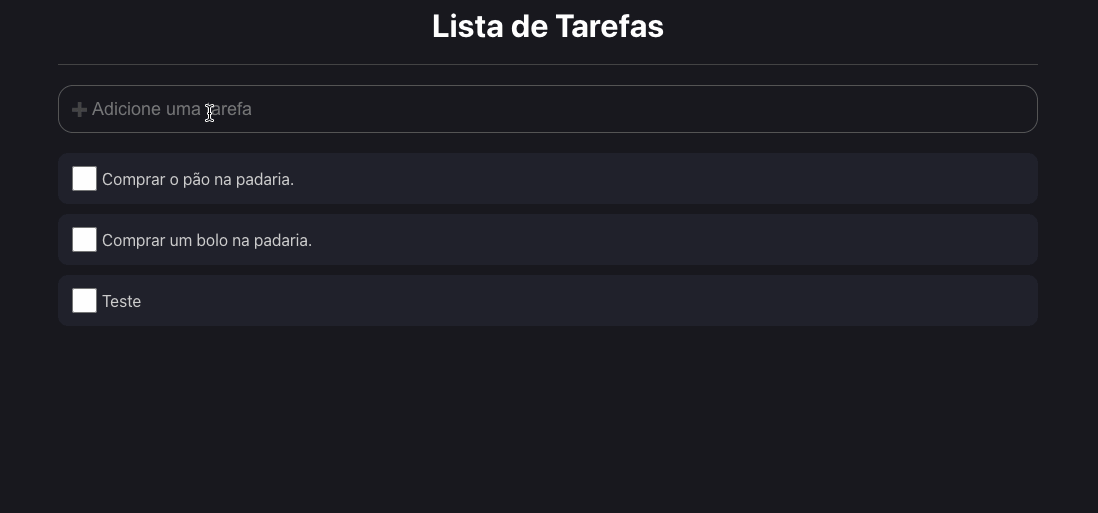 Lista de Tarefas
➕ Adicione uma tarefa
Comprar o pão na padaria.
Comprar um bolo na padaria.
Teste